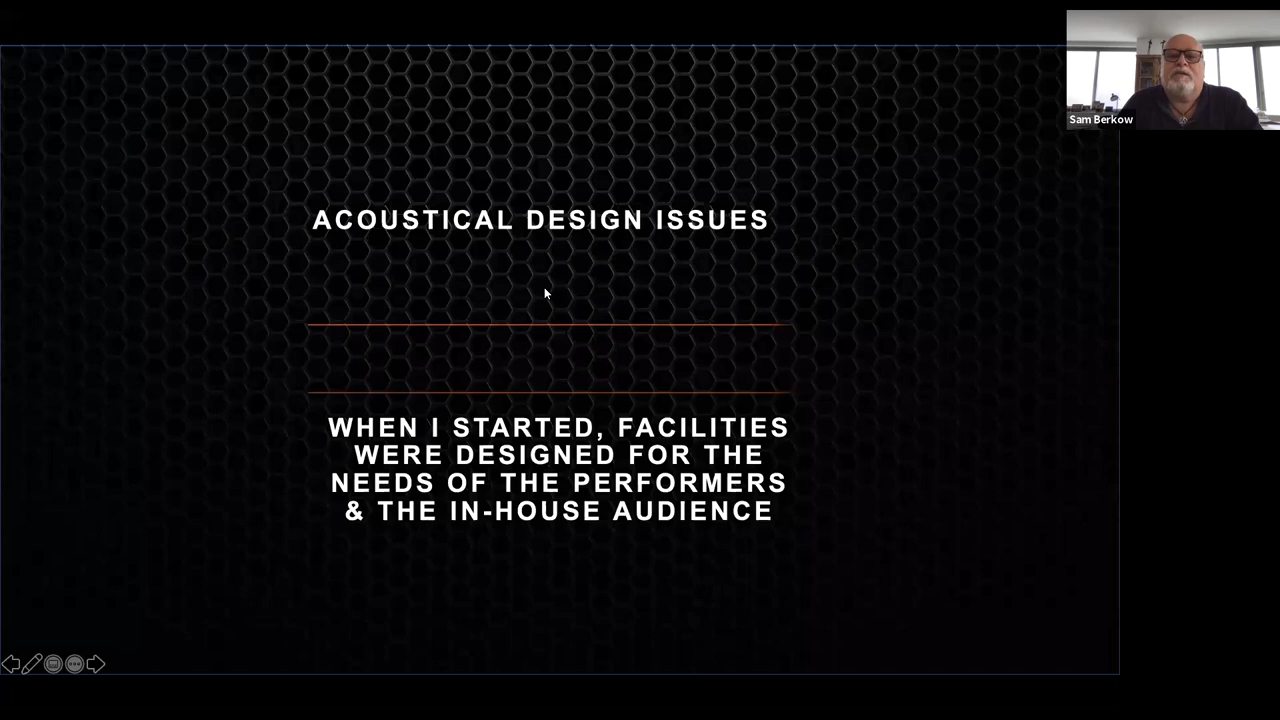 Sam Berkow
ACOUSTICAL DESIGN ISSUES
WHEN I STARTED, FACILITIES
WERE DESIGNED FOR THE
NEEDS OF THE PERFORMERS
& THE IN-HOUSE AUDIENCE